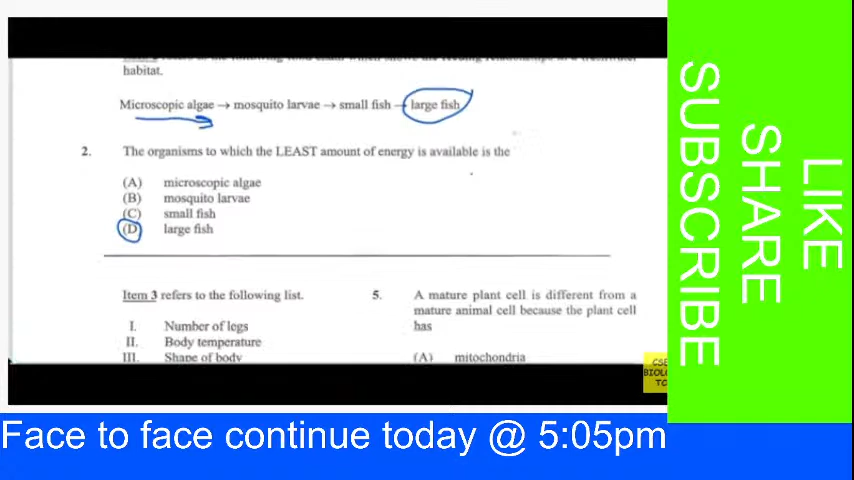 habitat.
Microscopic algae → mosquito larvae → small fish → large fish
2. The organisms to which the LEAST amount of energy is available is the
(A) microscopic algae
(B) mosquito larvae
(C) small fish
(D) large fish
Item 3 refers to the following list.
I. Number of legs
II. Body temperature
III. Shape of body
5. A mature plant cell is different from a
mature animal cell because the plant cell
has
(A) mitochondria
LIKE
SHARE
SUBSCRIBE
Face to face continue today @ 5:05pm